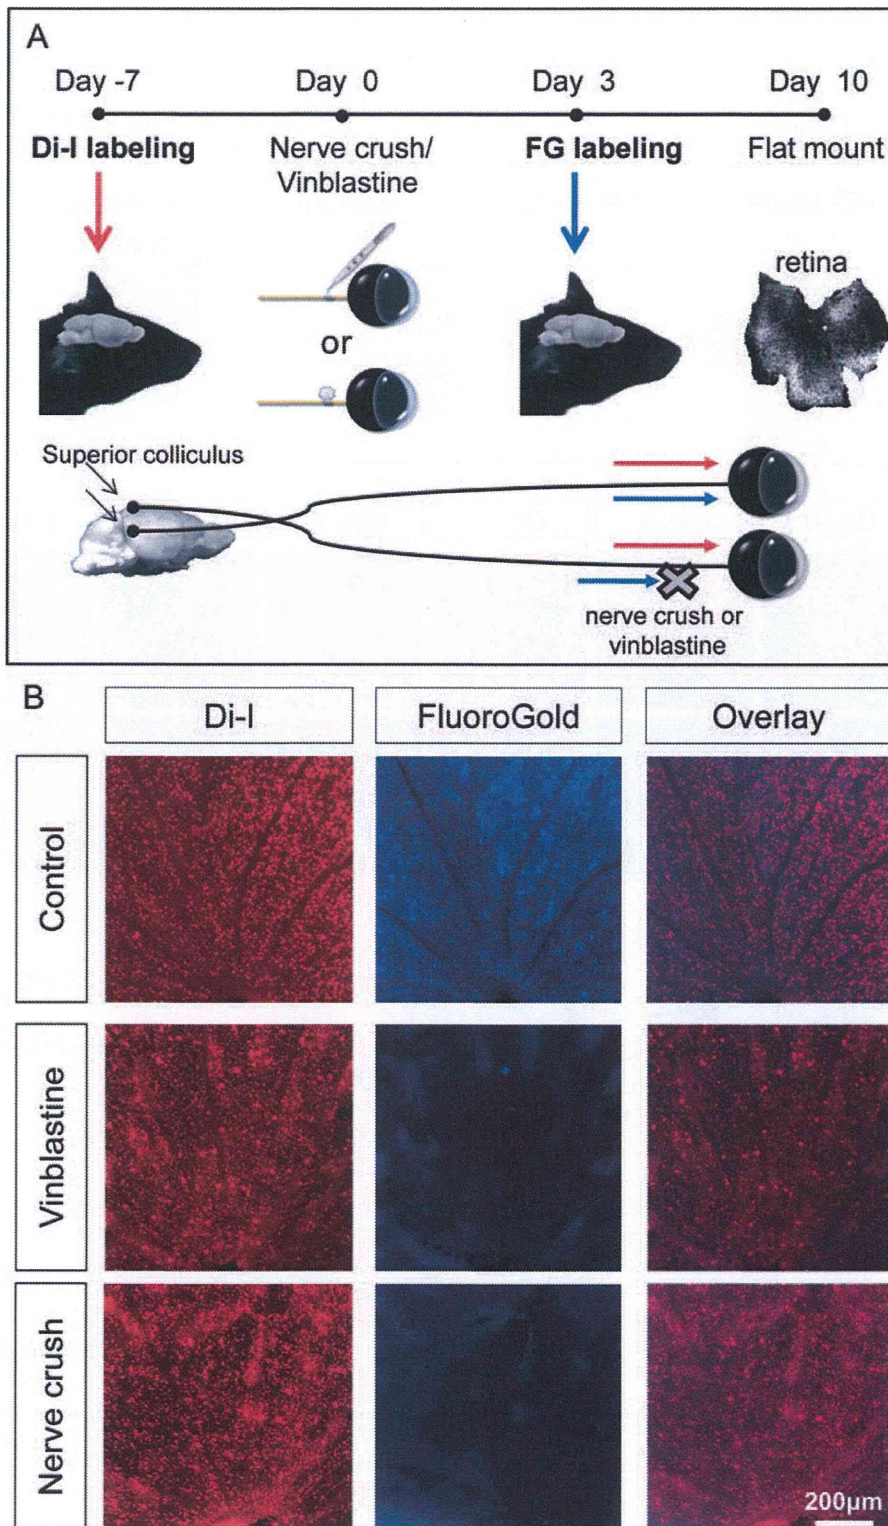 A
Day -7 Day 0 Day 3 Day 10
Di-I labeling Nerve crush/ FG labeling Flat mount
Vinblastine
retina
or
Superior colliculus
nerve crush or
vinblastine
B
Di-I FluoroGold Overlay
Control
Vinblastine
Nerve crush
200µm